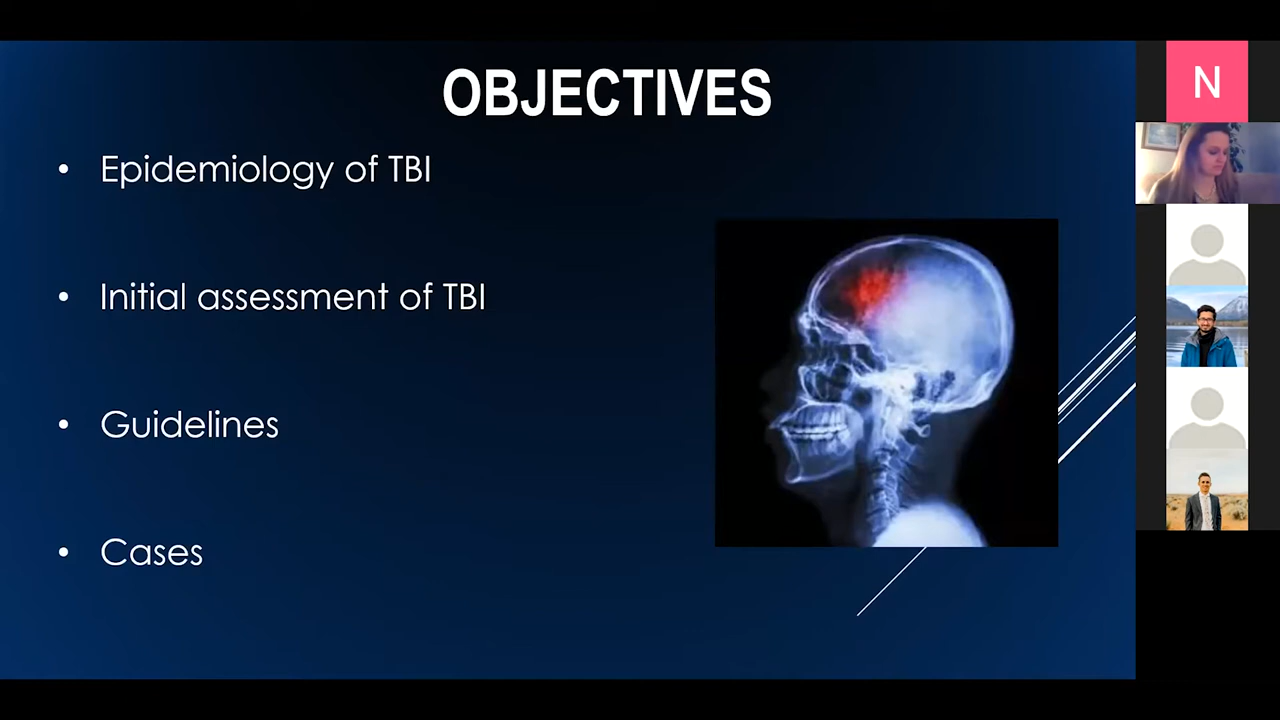 OBJECTIVES
• Epidemiology of TBI
• Initial assessment of TBI
• Guidelines
• Cases
N